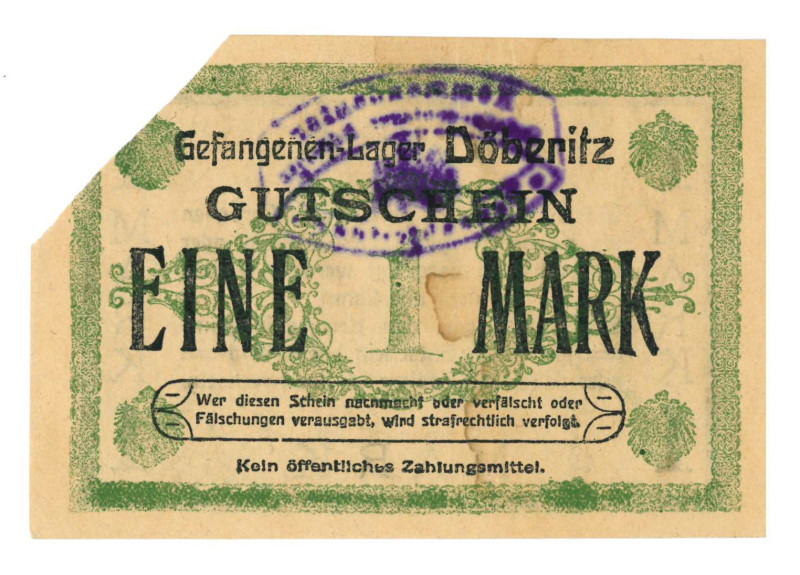 Gefangenen-Lager Döberitz
GUTSCHEIN
EINE 1 MARK
Wer diesen Schein nachmacht oder verfälscht oder
Fälschungen verausgabt, wird strafrechtlich verfolgt.
Kein öffentliches Zahlungsmittel.